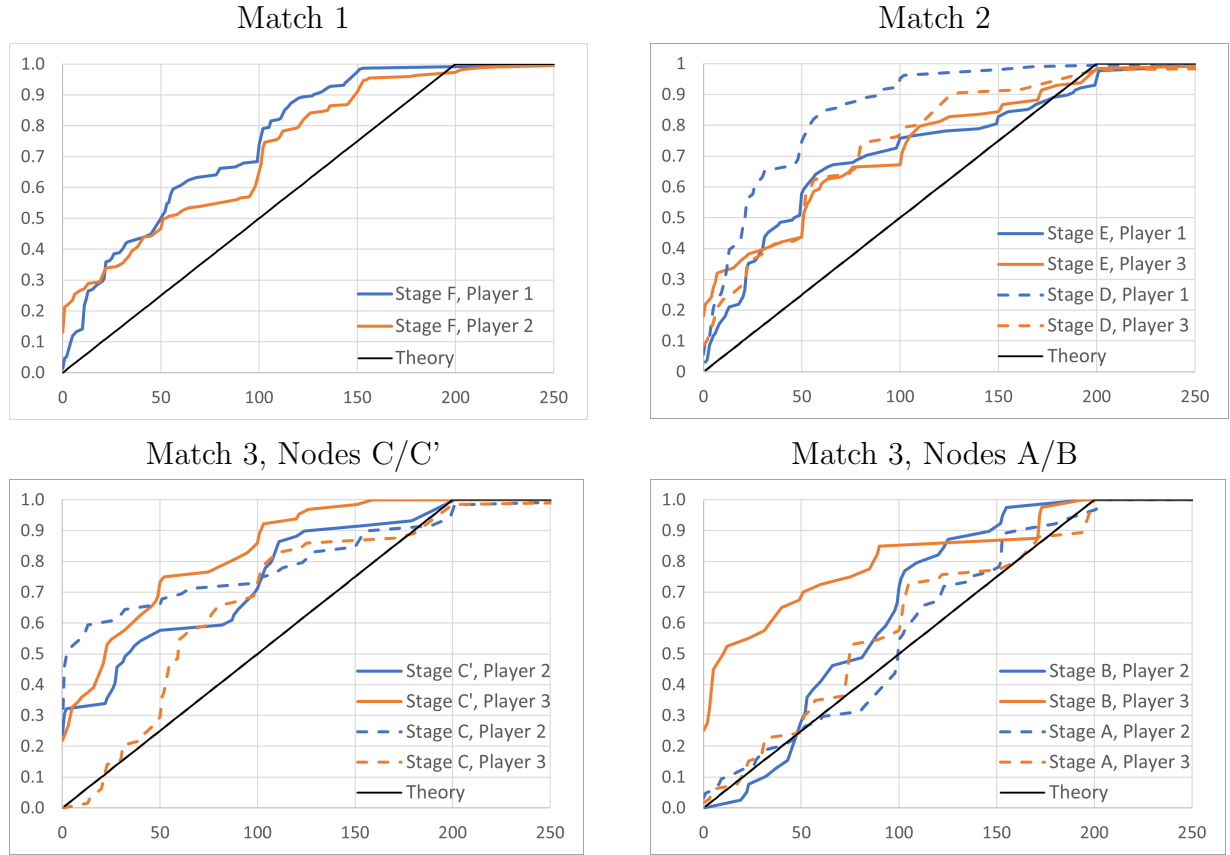 Match 1
1.0
0.9
0.8
0.7
0.6
0.5
0.4
0.3
0.2
0.1
0.0
0 50 100 150 200 250
Stage F, Player 1
Stage F, Player 2
Theory
Match 2
1.0
0.9
0.8
0.7
0.6
0.5
0.4
0.3
0.2
0.1
0
0 50 100 150 200 250
Stage E, Player 1
Stage E, Player 3
Stage D, Player 1
Stage D, Player 3
Theory
Match 3, Nodes C/C’
1.0
0.9
0.8
0.7
0.6
0.5
0.4
0.3
0.2
0.1
0.0
0 50 100 150 200 250
Stage C', Player 2
Stage C', Player 3
Stage C, Player 2
Stage C, Player 3
Theory
Match 3, Nodes A/B
1.0
0.9
0.8
0.7
0.6
0.5
0.4
0.3
0.2
0.1
0.0
0 50 100 150 200 250
Stage B, Player 2
Stage B, Player 3
Stage A, Player 2
Stage A, Player 3
Theory